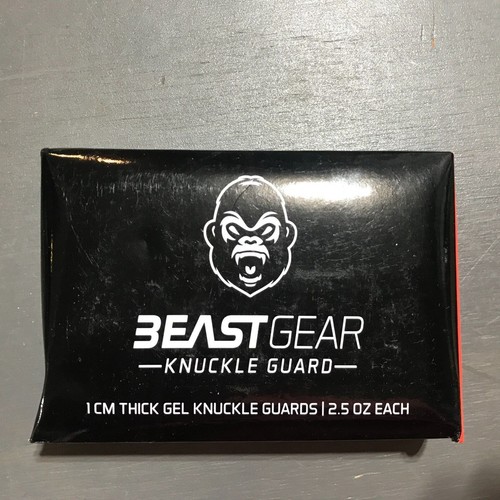 BEASTGEAR
KNUCKLE GUARD
1 CM THICK GEL KNUCKLE GUARDS | 2.5 OZ EACH